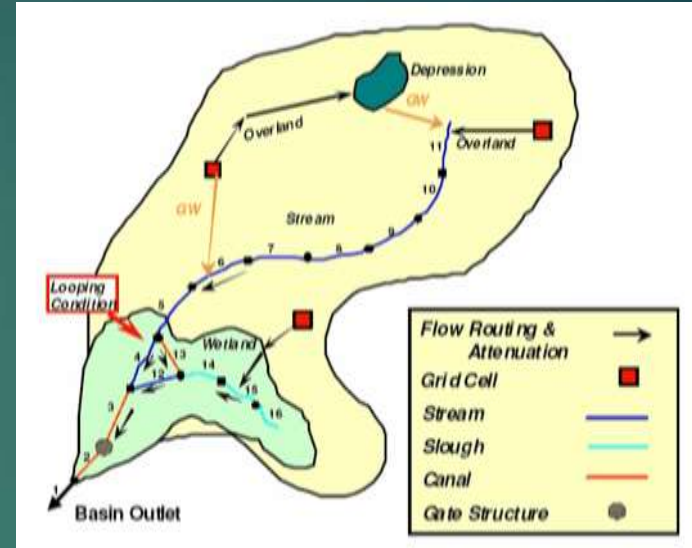 Depression
GW
Overland
11
Overland
10
GW
Stream
9
8
7
6
Looping
Condition
5
Wetland
4
13
12
14
15
16
3
2
1
Basin Outlet
Flow Routing &
Attenuation
Grid Cell
Stream
Slough
Canal
Gate Structure